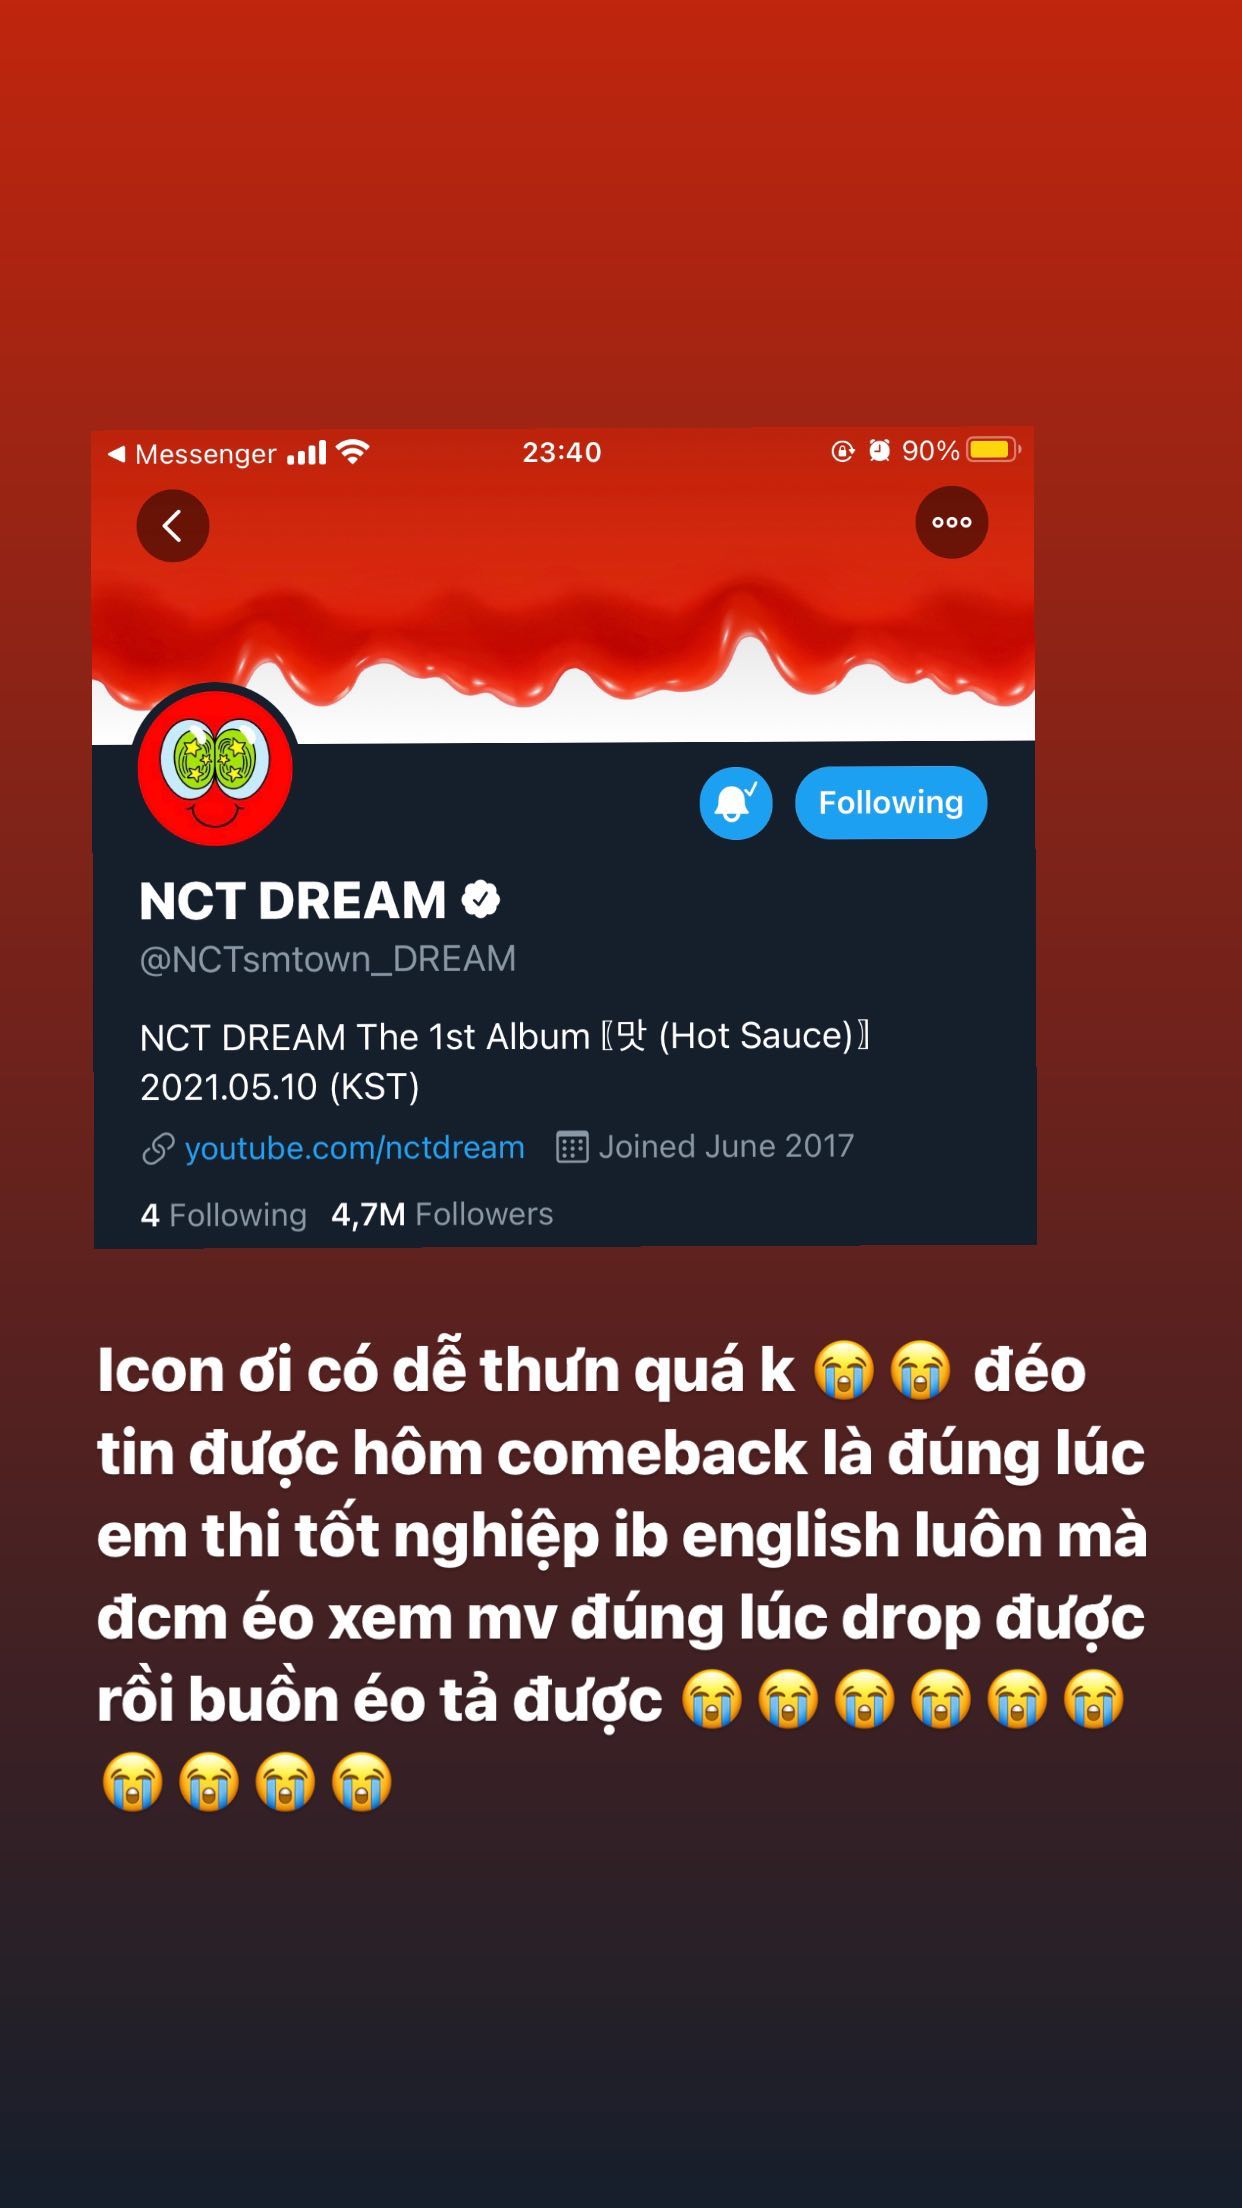 Messenger
23:40
90%
NCT DREAM
Following
@NCTsmtown_DREAM
NCT DREAM The 1st Album〖맛 (Hot Sauce)〗
2021.05.10 (KST)
youtube.com/nctdream Joined June 2017
4 Following 4,7M Followers
Icon ơi có dễ thưn quá k 😭😭 đéo
tin được hôm comeback là đúng lúc
em thi tốt nghiệp ib english luôn mà
đcm éo xem mv đúng lúc drop được
rồi buồn éo tả được 😭😭😭😭😭😭
😭😭😭😭